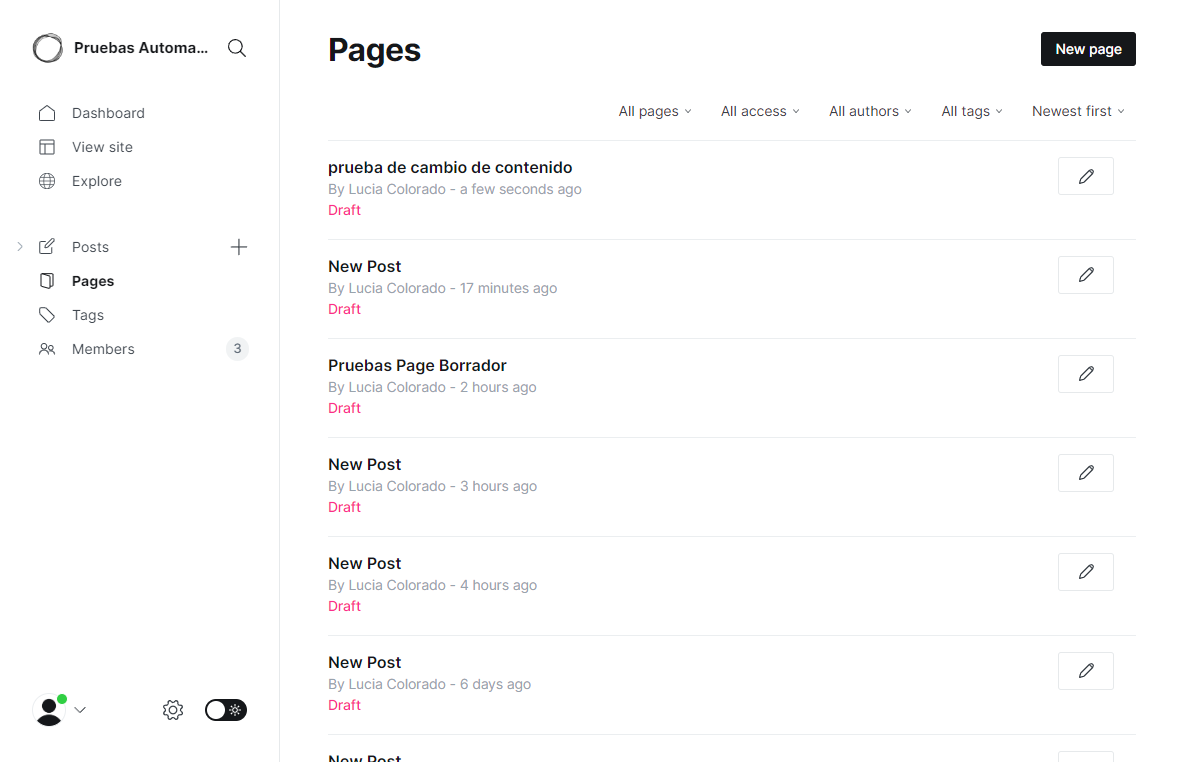 Pruebas Automa...
Dashboard
View site
Explore
Posts
Pages
Tags
Members 3
Pages
New page
All pages All access All authors All tags Newest first
prueba de cambio de contenido
By Lucia Colorado - a few seconds ago
Draft
New Post
By Lucia Colorado - 17 minutes ago
Draft
Pruebas Page Borrador
By Lucia Colorado - 2 hours ago
Draft
New Post
By Lucia Colorado - 3 hours ago
Draft
New Post
By Lucia Colorado - 4 hours ago
Draft
New Post
By Lucia Colorado - 6 days ago
Draft
New Post